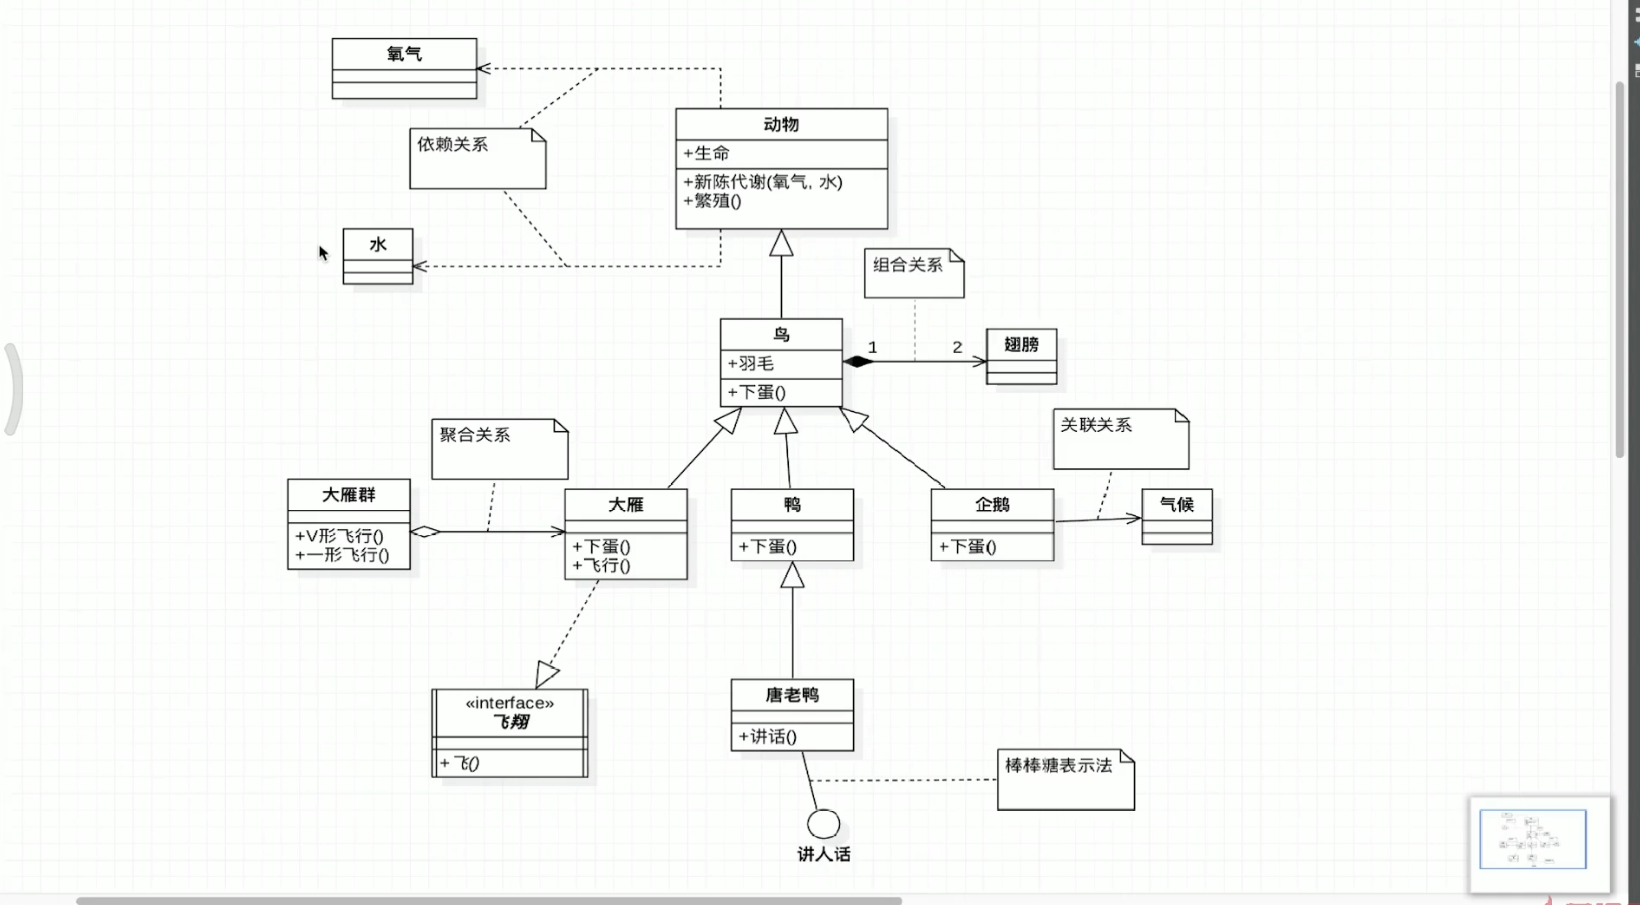 氧气
依赖关系
动物
+生命
+新陈代谢(氧气, 水)
+繁殖()
水
组合关系
鸟
+羽毛
+下蛋()
1
2
翅膀
聚合关系
关联关系
大雁群
+V形飞行()
+一形飞行()
大雁
+下蛋()
+飞行()
鸭
+下蛋()
企鹅
+下蛋()
气候
«interface»
飞翔
+飞()
唐老鸭
+讲话()
棒棒糖表示法
讲人话